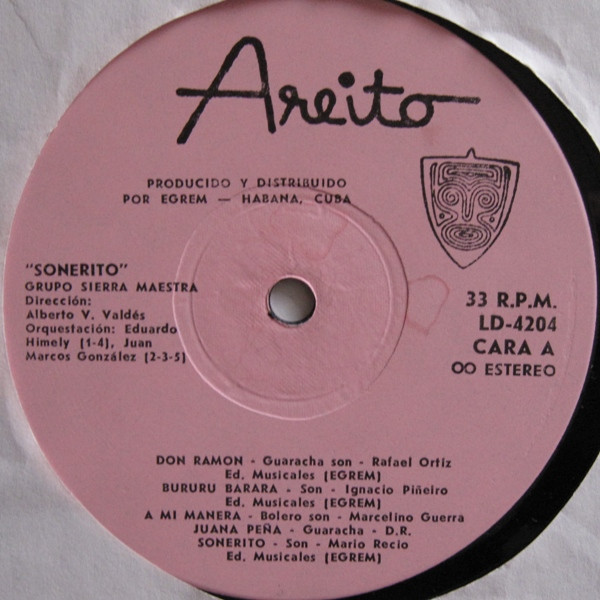 Areito
PRODUCIDO Y DISTRIBUIDO
POR EGREM — HABANA, CUBA
"SONERITO"
GRUPO SIERRA MAESTRA
Dirección:
Alberto V. Valdés
Orquestación: Eduardo
Himely (1-4), Juan
Marcos González (2-3-5)
33 R.P.M.
LD-4204
CARA A
OO ESTEREO
DON RAMON - Guaracha son - Rafael Ortiz
Ed. Musicales (EGREM)
BURURU BARARA - Son - Ignacio Piñeiro
Ed. Musicales (EGREM)
A MI MANERA - Bolero son - Marcelino Guerra
JUANA PEÑA - Guaracha - D.R.
SONERITO - Son - Mario Recio
Ed. Musicales (EGREM)